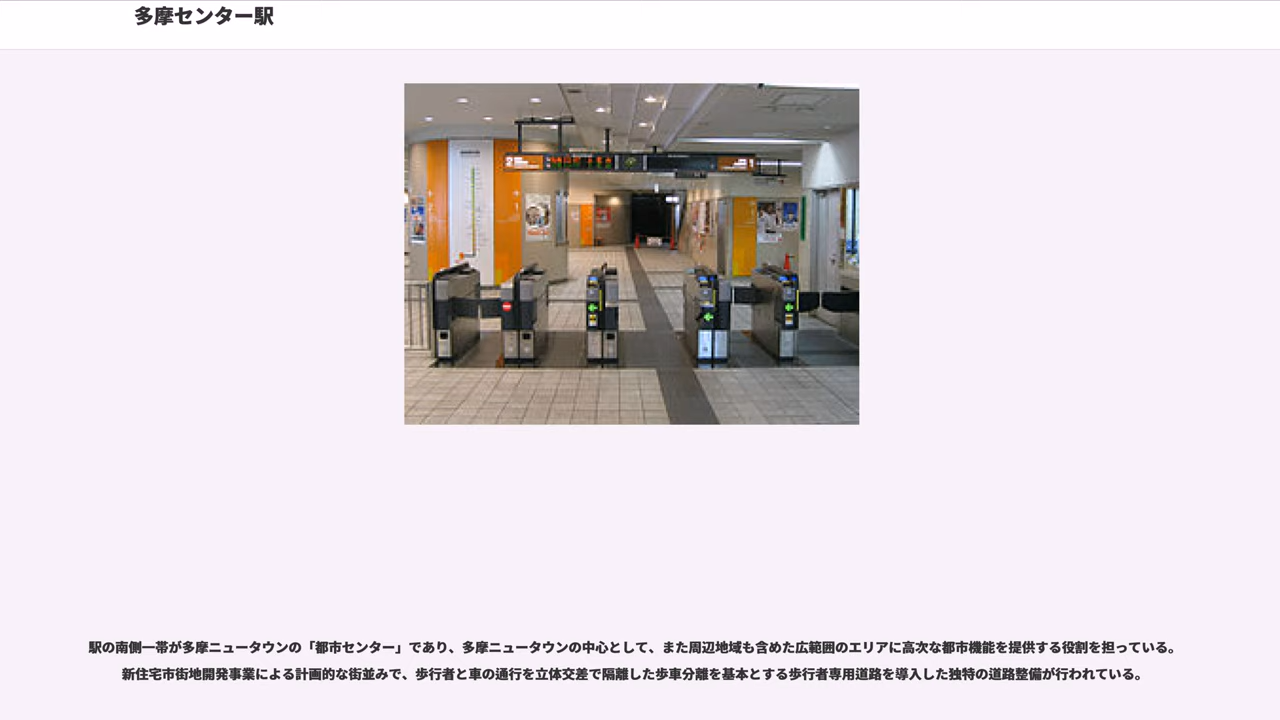 多摩センター駅
駅の南側一帯が多摩ニュータウンの「都市センター」であり、多摩ニュータウンの中心として、また周辺地域も含めた広範囲のエリアに高次な都市機能を提供する役割を担っている。
新住宅市街地開発事業による計画的な街並みで、歩行者と車の通行を立体交差で隔離した歩車分離を基本とする歩行者専用道路を導入した独特の道路整備が行われている。